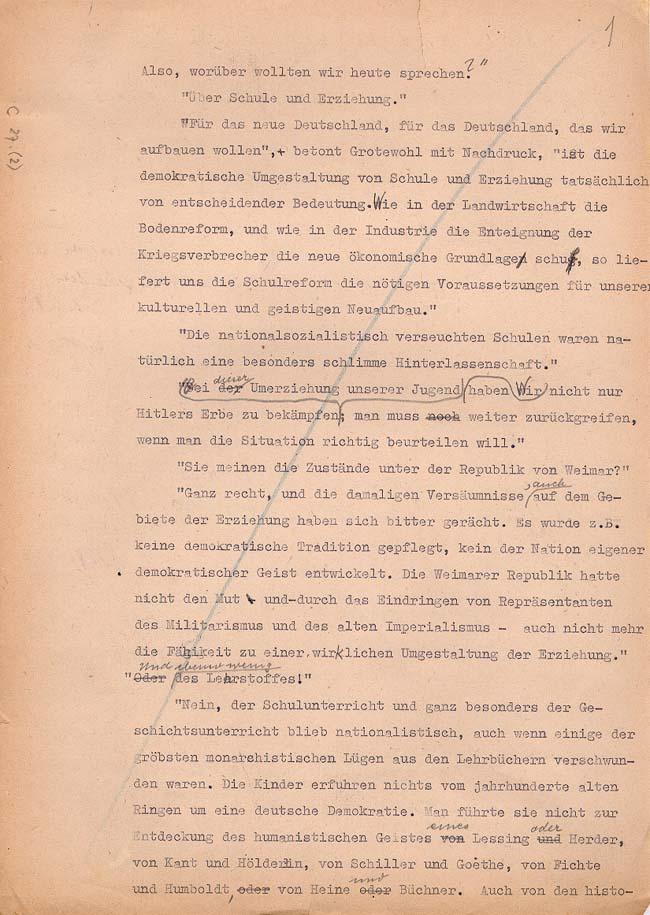 1
C 27.(2)
Also, worüber wollten wir heute sprechen?"
"Über Schule und Erziehung."
"Für das neue Deutschland, für das Deutschland, das wir
aufbauen wollen", betont Grotewohl mit Nachdruck, "ist die
demokratische Umgestaltung von Schule und Erziehung tatsächlich
von entscheidender Bedeutung. Wie in der Landwirtschaft die
Bodenreform, und wie in der Industrie die Enteignung der
Kriegsverbrecher die neue ökonomische Grundlage schuf, so lie-
fert uns die Schulreform die nötigen Voraussetzungen für unseren
kulturellen und geistigen Neuaufbau."
"Die nationalsozialistisch verseuchten Schulen waren na-
türlich eine besonders schlimme Hinterlassenschaft."
dieser
"Bei der Umerziehung unserer Jugend haben Wir nicht nur
Hitlers Erbe zu bekämpfen; man muss noch weiter zurückgreifen,
wenn man die Situation richtig beurteilen will."
"Sie meinen die Zustände unter der Republik von Weimar?"
, auch
"Ganz recht, und die damaligen Versäumnisse auf dem Ge-
biete der Erziehung haben sich bitter gerächt. Es wurde z.B.
keine demokratische Tradition gepflegt, kein der Nation eigener
demokratischer Geist entwickelt. Die Weimarer Republik hatte
nicht den Mut - und-durch das Eindringen von Repräsentanten
des Militarismus und des alten Imperialismus - auch nicht mehr
die Fähigkeit zu einer wirklichen Umgestaltung der Erziehung."
Und ebenso wenig
"Oder des Lehrstoffes!"
"Nein, der Schulunterricht und ganz besonders der Ge-
schichtsunterricht blieb nationalistisch, auch wenn einige der
gröbsten monarchistischen Lügen aus den Lehrbüchern verschwun-
den waren. Die Kinder erfuhren nichts vom jahrhunderte alten
Ringen um eine deutsche Demokratie. Man führte sie nicht zur
eines oder
Entdeckung des humanistischen Geistes von Lessing und Herder,
von Kant und Hölderlin, von Schiller und Goethe, von Fichte
und
und Humboldt, oder von Heine oder Büchner. Auch von den histo-